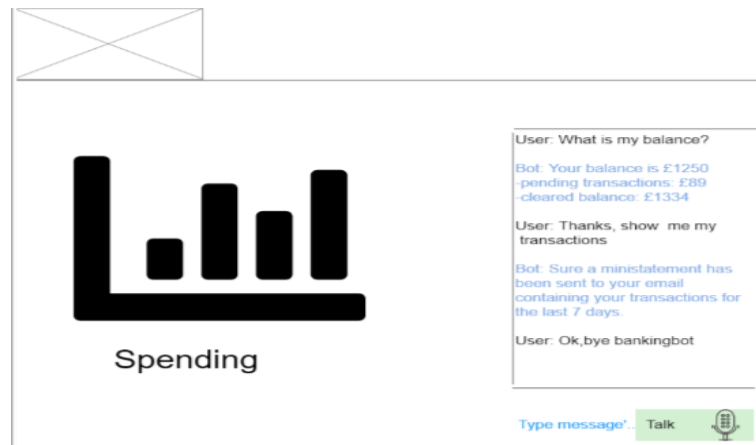 User: What is my balance?
Bot: Your balance is £1250
-pending transactions: £89
-cleared balance: £1334
User: Thanks, show me my
transactions
Bot: Sure a ministatement has
been sent to your email
containing your transactions for
the last 7 days.
User: Ok,bye bankingbot
Spending
Type message'..
Talk